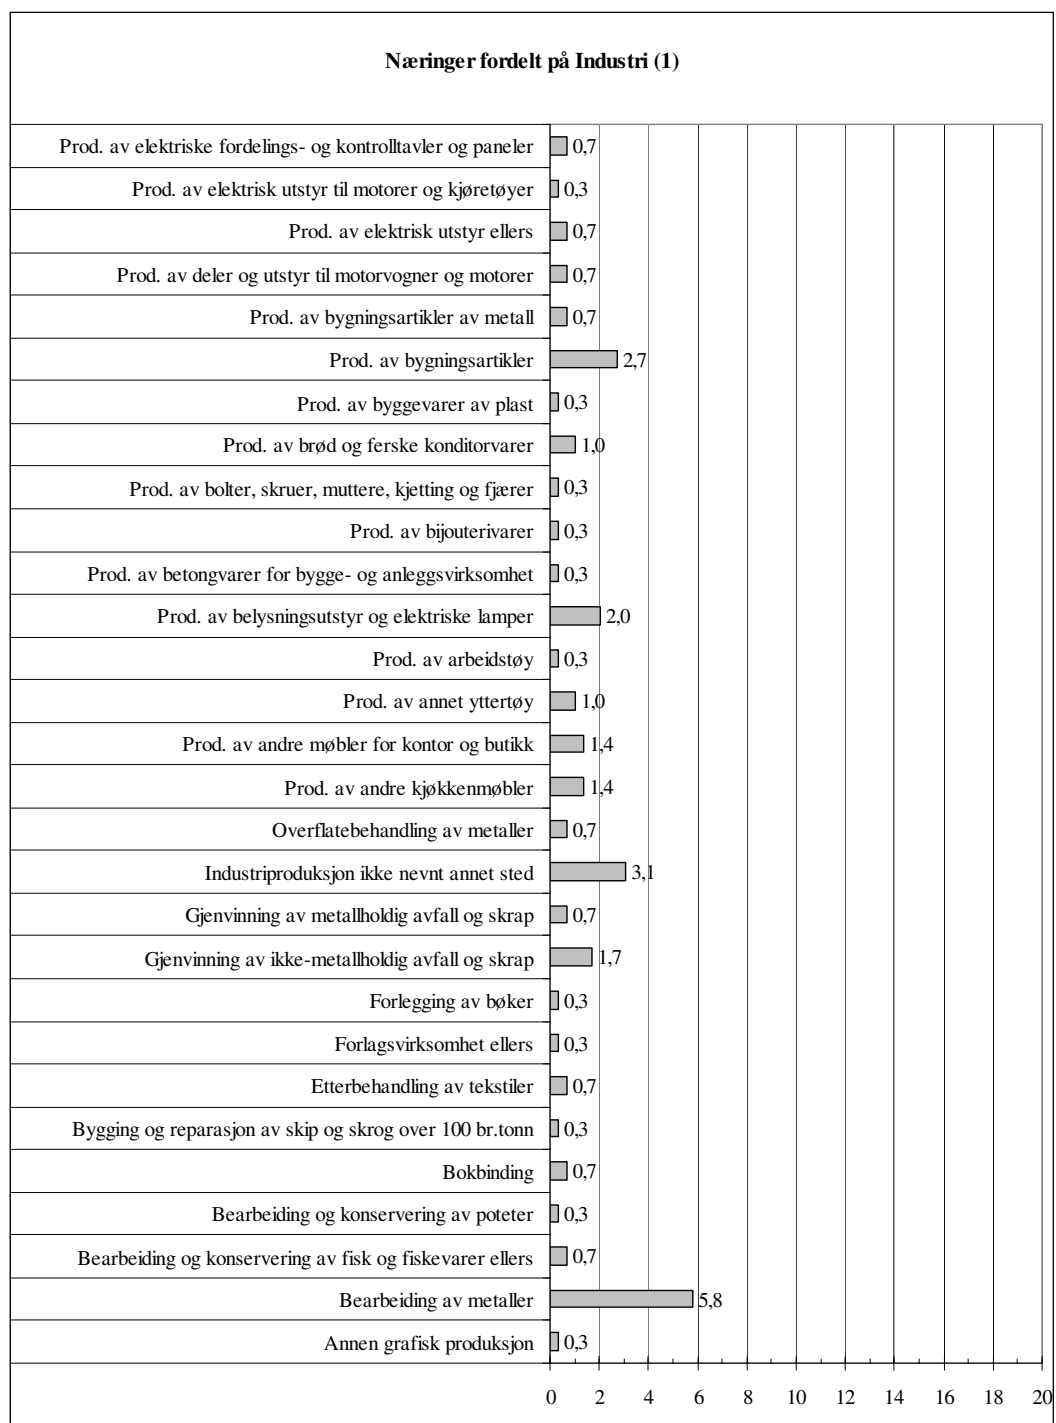 Næringer fordelt på Industri (1)
Prod. av elektriske fordelings- og kontrolltavler og paneler 0,7
Prod. av elektrisk utstyr til motorer og kjøretøyer 0,3
Prod. av elektrisk utstyr ellers 0,7
Prod. av deler og utstyr til motorvogner og motorer 0,7
Prod. av bygningsartikler av metall 0,7
Prod. av bygningsartikler 2,7
Prod. av byggevarer av plast 0,3
Prod. av brød og ferske konditorvarer 1,0
Prod. av bolter, skruer, muttere, kjetting og fjærer 0,3
Prod. av bijouterivarer 0,3
Prod. av betongvarer for bygge- og anleggsvirksomhet 0,3
Prod. av belysningsutstyr og elektriske lamper 2,0
Prod. av arbeidstøy 0,3
Prod. av annet yttertøy 1,0
Prod. av andre møbler for kontor og butikk 1,4
Prod. av andre kjøkkenmøbler 1,4
Overflatebehandling av metaller 0,7
Industriproduksjon ikke nevnt annet sted 3,1
Gjenvinning av metallholdig avfall og skrap 0,7
Gjenvinning av ikke-metallholdig avfall og skrap 1,7
Forlegging av bøker 0,3
Forlagsvirksomhet ellers 0,3
Etterbehandling av tekstiler 0,7
Bygging og reparasjon av skip og skrog over 100 br.tonn 0,3
Bokbinding 0,7
Bearbeiding og konservering av poteter 0,3
Bearbeiding og konservering av fisk og fiskevarer ellers 0,7
Bearbeiding av metaller 5,8
Annen grafisk produksjon 0,3
0 2 4 6 8 10 12 14 16 18 20